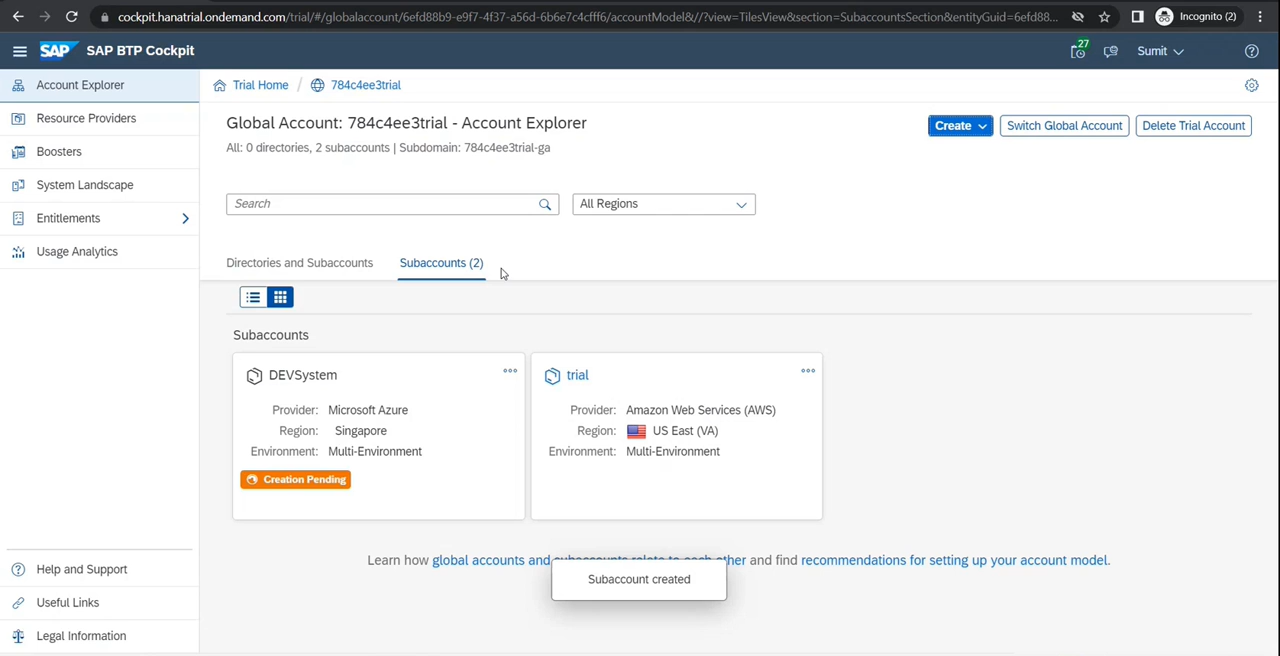 cockpit.hanatrial.ondemand.com/trial/#/globalaccount/6efd88b9-e9f7-4f37-a56d-6b6e7c4cfff6/accountModel&//?view=TilesView&section=SubaccountsSection&entityGuid=6efd88...
Incognito (2)
SAP
SAP BTP Cockpit
27
Sumit
Account Explorer
Resource Providers
Boosters
System Landscape
Entitlements
Usage Analytics
Trial Home / 784c4ee3trial
Global Account: 784c4ee3trial - Account Explorer
All: 0 directories, 2 subaccounts | Subdomain: 784c4ee3trial-ga
Create
Switch Global Account
Delete Trial Account
Search
All Regions
Directories and Subaccounts
Subaccounts (2)
Subaccounts
DEVSystem
Provider: Microsoft Azure
Region: Singapore
Environment: Multi-Environment
Creation Pending
trial
Provider: Amazon Web Services (AWS)
Region: US East (VA)
Environment: Multi-Environment
Learn how global accounts and subaccounts relate to each other and find recommendations for setting up your account model.
Subaccount created
Help and Support
Useful Links
Legal Information